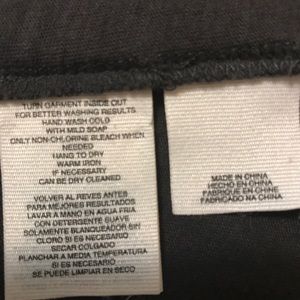 TURN GARMENT INSIDE OUT
FOR BETTER WASHING RESULTS
HAND WASH COLD
WITH MILD SOAP
ONLY NON-CHLORINE BLEACH WHEN
NEEDED
HANG TO DRY
WARM IRON
IF NECESSARY
CAN BE DRY CLEANED
VOLVER AL REVES ANTES
PARA MEJORES RESULTADOS
LAVAR A MANO EN AGUA FRIA
CON DETERGENTE SUAVE
SOLAMENTE BLANQUEADOR SIN
CLORO SI ES NECESARIO
SECAR COLGADO
PLANCHAR A MEDIA TEMPERATURA
SI ES NECESARIO
SE PUEDE LIMPIAR EN SECO
MADE IN CHINA
HECHO EN CHINA
FABRIQUE EN CHINE
FABRICADO NA CHINA